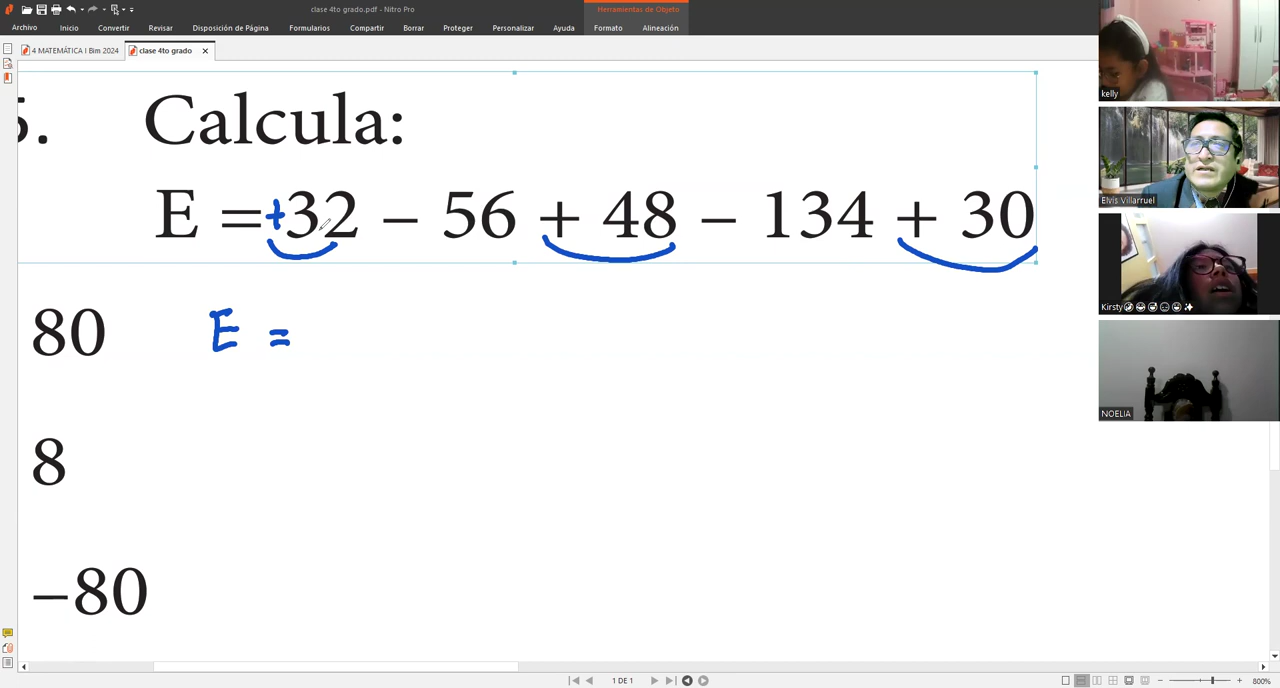 clase 4to grado.pdf - Nitro Pro
Herramientas de Objeto
Archivo Inicio Convertir Revisar Disposición de Página Formularios Compartir Borrar Proteger Personalizar Ayuda Formato Alineación
4 MATEMÁTICA I Bim 2024 clase 4to grado
kelly
Calcula:
E = +32 − 56 + 48 − 134 + 30
Elvis Villarruel
80 E =
Kirsty
NOELIA
8
−80
1 DE 1
800%